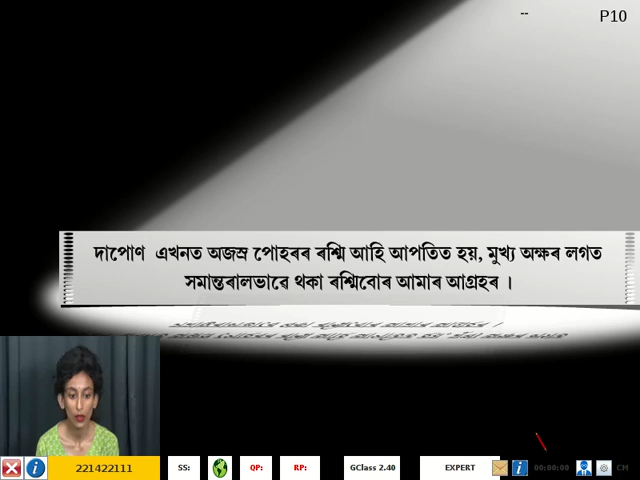 --
P10
দাপোণ এখনত অজস্ৰ পোহৰৰ ৰশ্মি আহি আপতিত হয়, মুখ্য অক্ষৰ লগত
সমান্তৰালভাৱে থকা ৰশ্মিবোৰ আমাৰ আগ্ৰহৰ ।
221422111 SS: QP: RP: GClass 2.40 EXPERT 00:00:00 CM